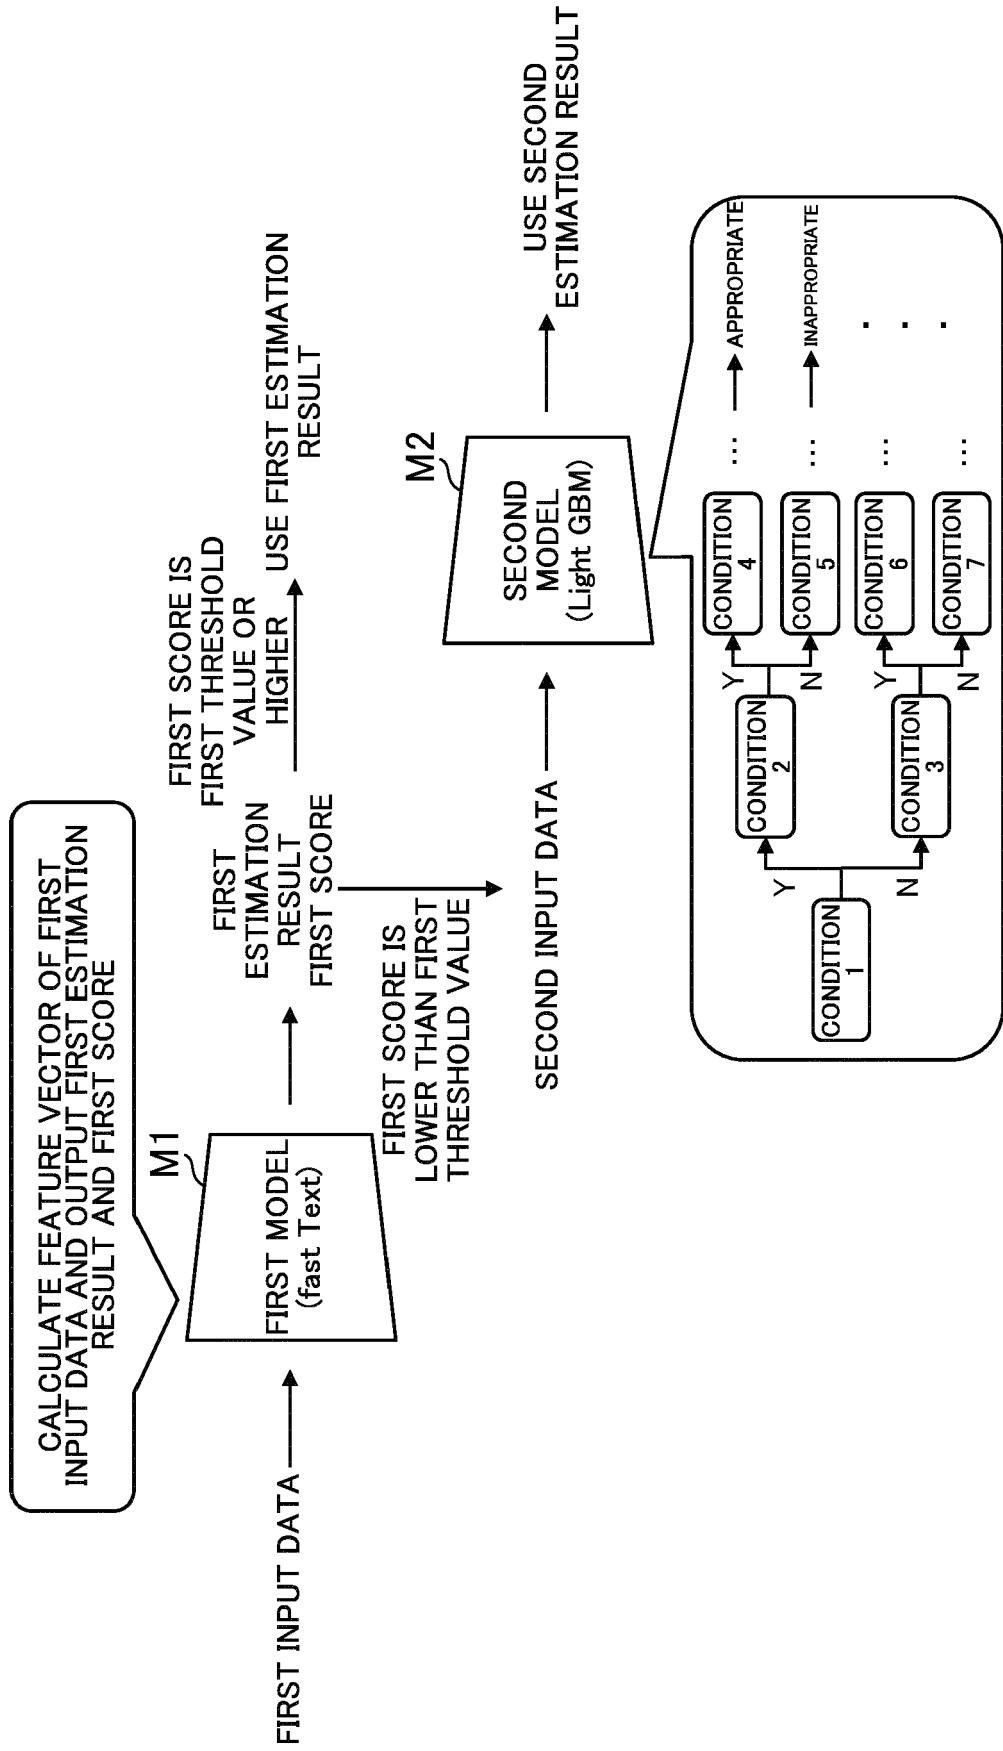 CALCULATE FEATURE VECTOR OF FIRST
INPUT DATA AND OUTPUT FIRST ESTIMATION
RESULT AND FIRST SCORE
FIRST INPUT DATA
M1
FIRST MODEL
(fast Text)
FIRST
ESTIMATION
RESULT
FIRST SCORE
FIRST SCORE IS
FIRST THRESHOLD
VALUE OR
HIGHER
USE FIRST ESTIMATION
RESULT
FIRST SCORE IS
LOWER THAN FIRST
THRESHOLD VALUE
SECOND INPUT DATA
M2
SECOND
MODEL
(Light GBM)
USE SECOND
ESTIMATION RESULT
CONDITION
1
Y
N
CONDITION
2
CONDITION
3
Y
N
Y
N
CONDITION
4
... APPROPRIATE
CONDITION
5
... INAPPROPRIATE
CONDITION
6
...
CONDITION
7
...
. . .